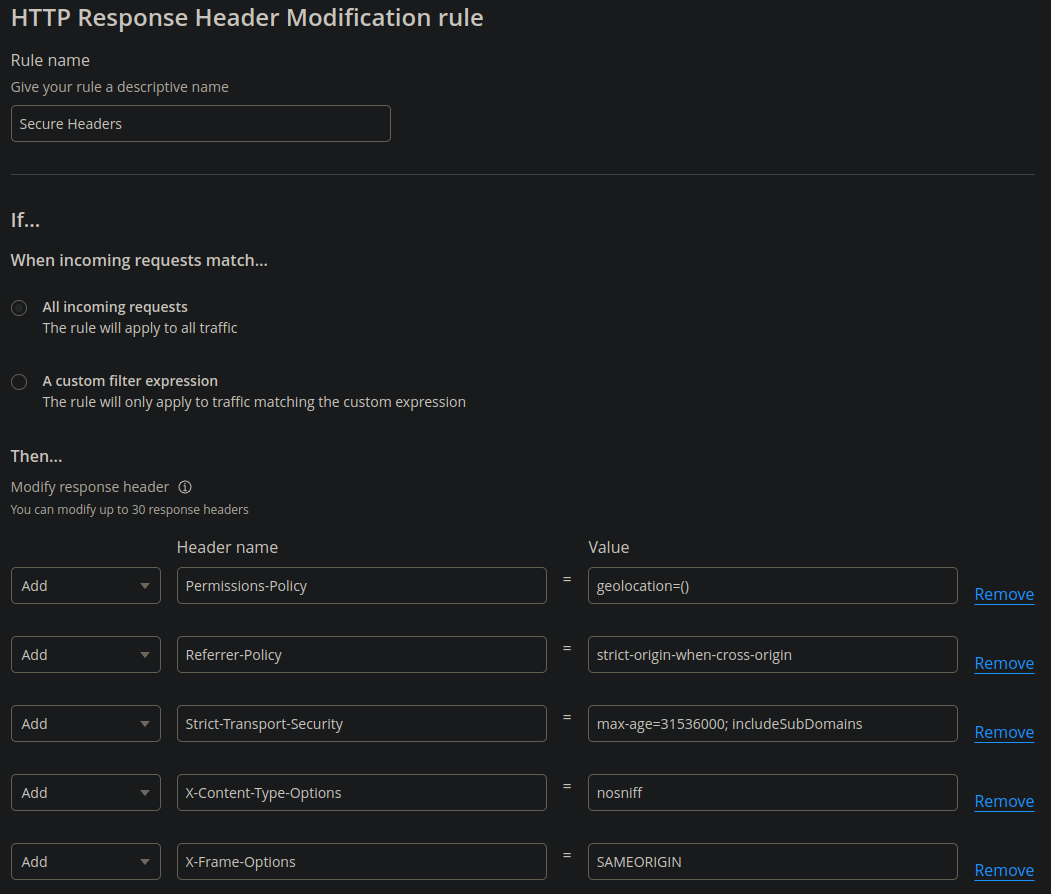 HTTP Response Header Modification rule
Rule name
Give your rule a descriptive name
Secure Headers
If...
When incoming requests match...
All incoming requests
The rule will apply to all traffic
A custom filter expression
The rule will only apply to traffic matching the custom expression
Then...
Modify response header
You can modify up to 30 response headers
Header name Value
Add Permissions-Policy = geolocation=() Remove
Add Referrer-Policy = strict-origin-when-cross-origin Remove
Add Strict-Transport-Security = max-age=31536000; includeSubDomains Remove
Add X-Content-Type-Options = nosniff Remove
Add X-Frame-Options = SAMEORIGIN Remove